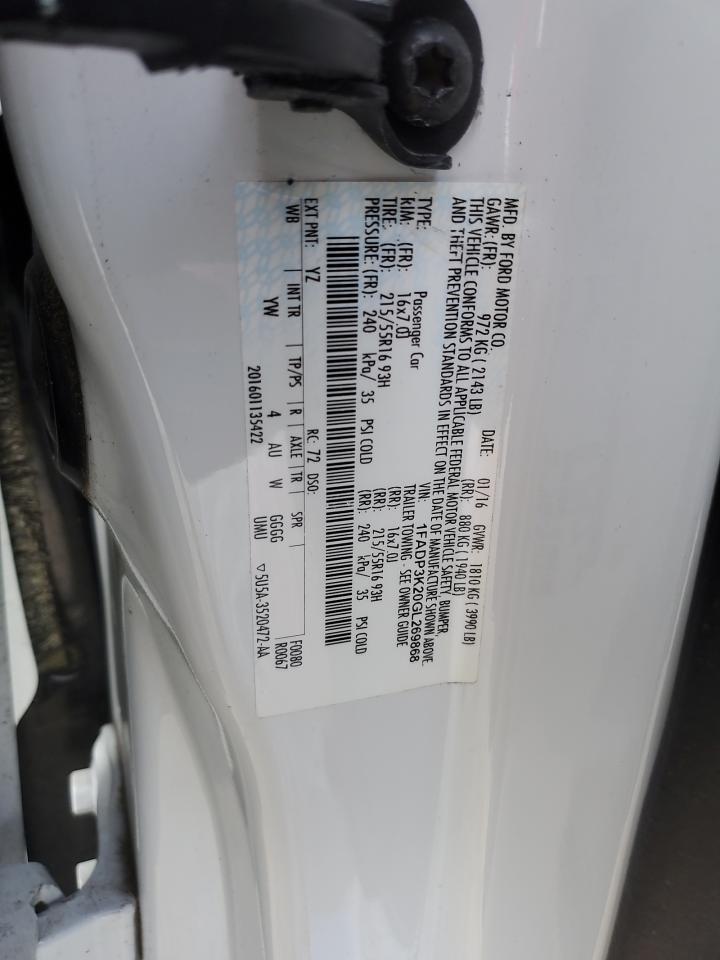 MFD. BY FORD MOTOR CO.
DATE: 01/16 GVWR: 1810 KG ( 3990 LB)
GAWR:(FR): 972 KG ( 2143 LB) (RR): 880 KG ( 1940 LB)
THIS VEHICLE CONFORMS TO ALL APPLICABLE FEDERAL MOTOR VEHICLE SAFETY, BUMPER,
AND THEFT PREVENTION STANDARDS IN EFFECT ON THE DATE OF MANUFACTURE SHOWN ABOVE.
VIN: 1FADP3K20GL269868
TYPE: Passenger Car TRAILER TOWING - SEE OWNER GUIDE
RIM: (FR): 16x7.0J (RR): 16x7.0J
TIRE: (FR): 215/55R16 93H (RR): 215/55R16 93H
PRESSURE: (FR): 240 kPa/ 35 PSI COLD (RR): 240 kPa/ 35 PSI COLD
EXT PNT: YZ RC: 72 DSO: F0080
WB INT TR TP/PS R AXLE TR SPR R0067
YW 4 AU W GGGG
201601135422 UMU ▽5U5A-3520472-AA